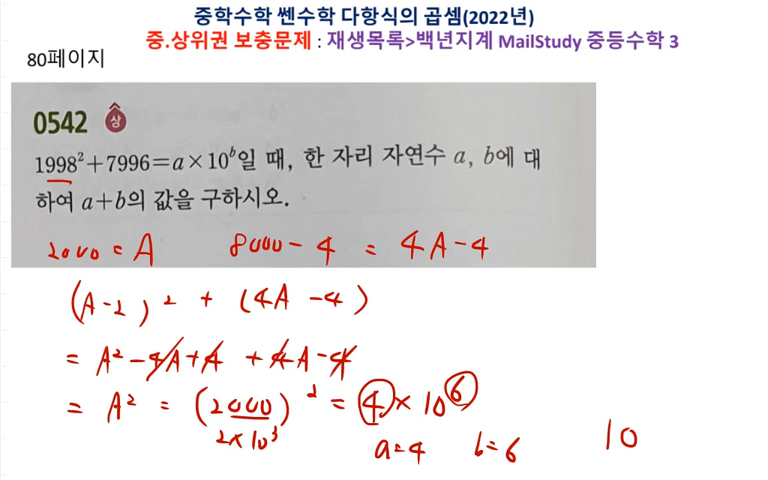 중학수학 쎈수학 다항식의 곱셈(2022년)
중.상위권 보충문제 : 재생목록>백년지계 MailStudy 중등수학 3
80페이지
0542 상
1998²+7996=a×10ᵇ일 때, 한 자리 자연수 a, b에 대
하여 a+b의 값을 구하시오.
2000 = A 8000-4 = 4A-4
(A-2)² + (4A-4)
= A²-4A+4 +4A-4
= A² = (2000)² = 4×10⁶
2×10³
a=4 b=6 10